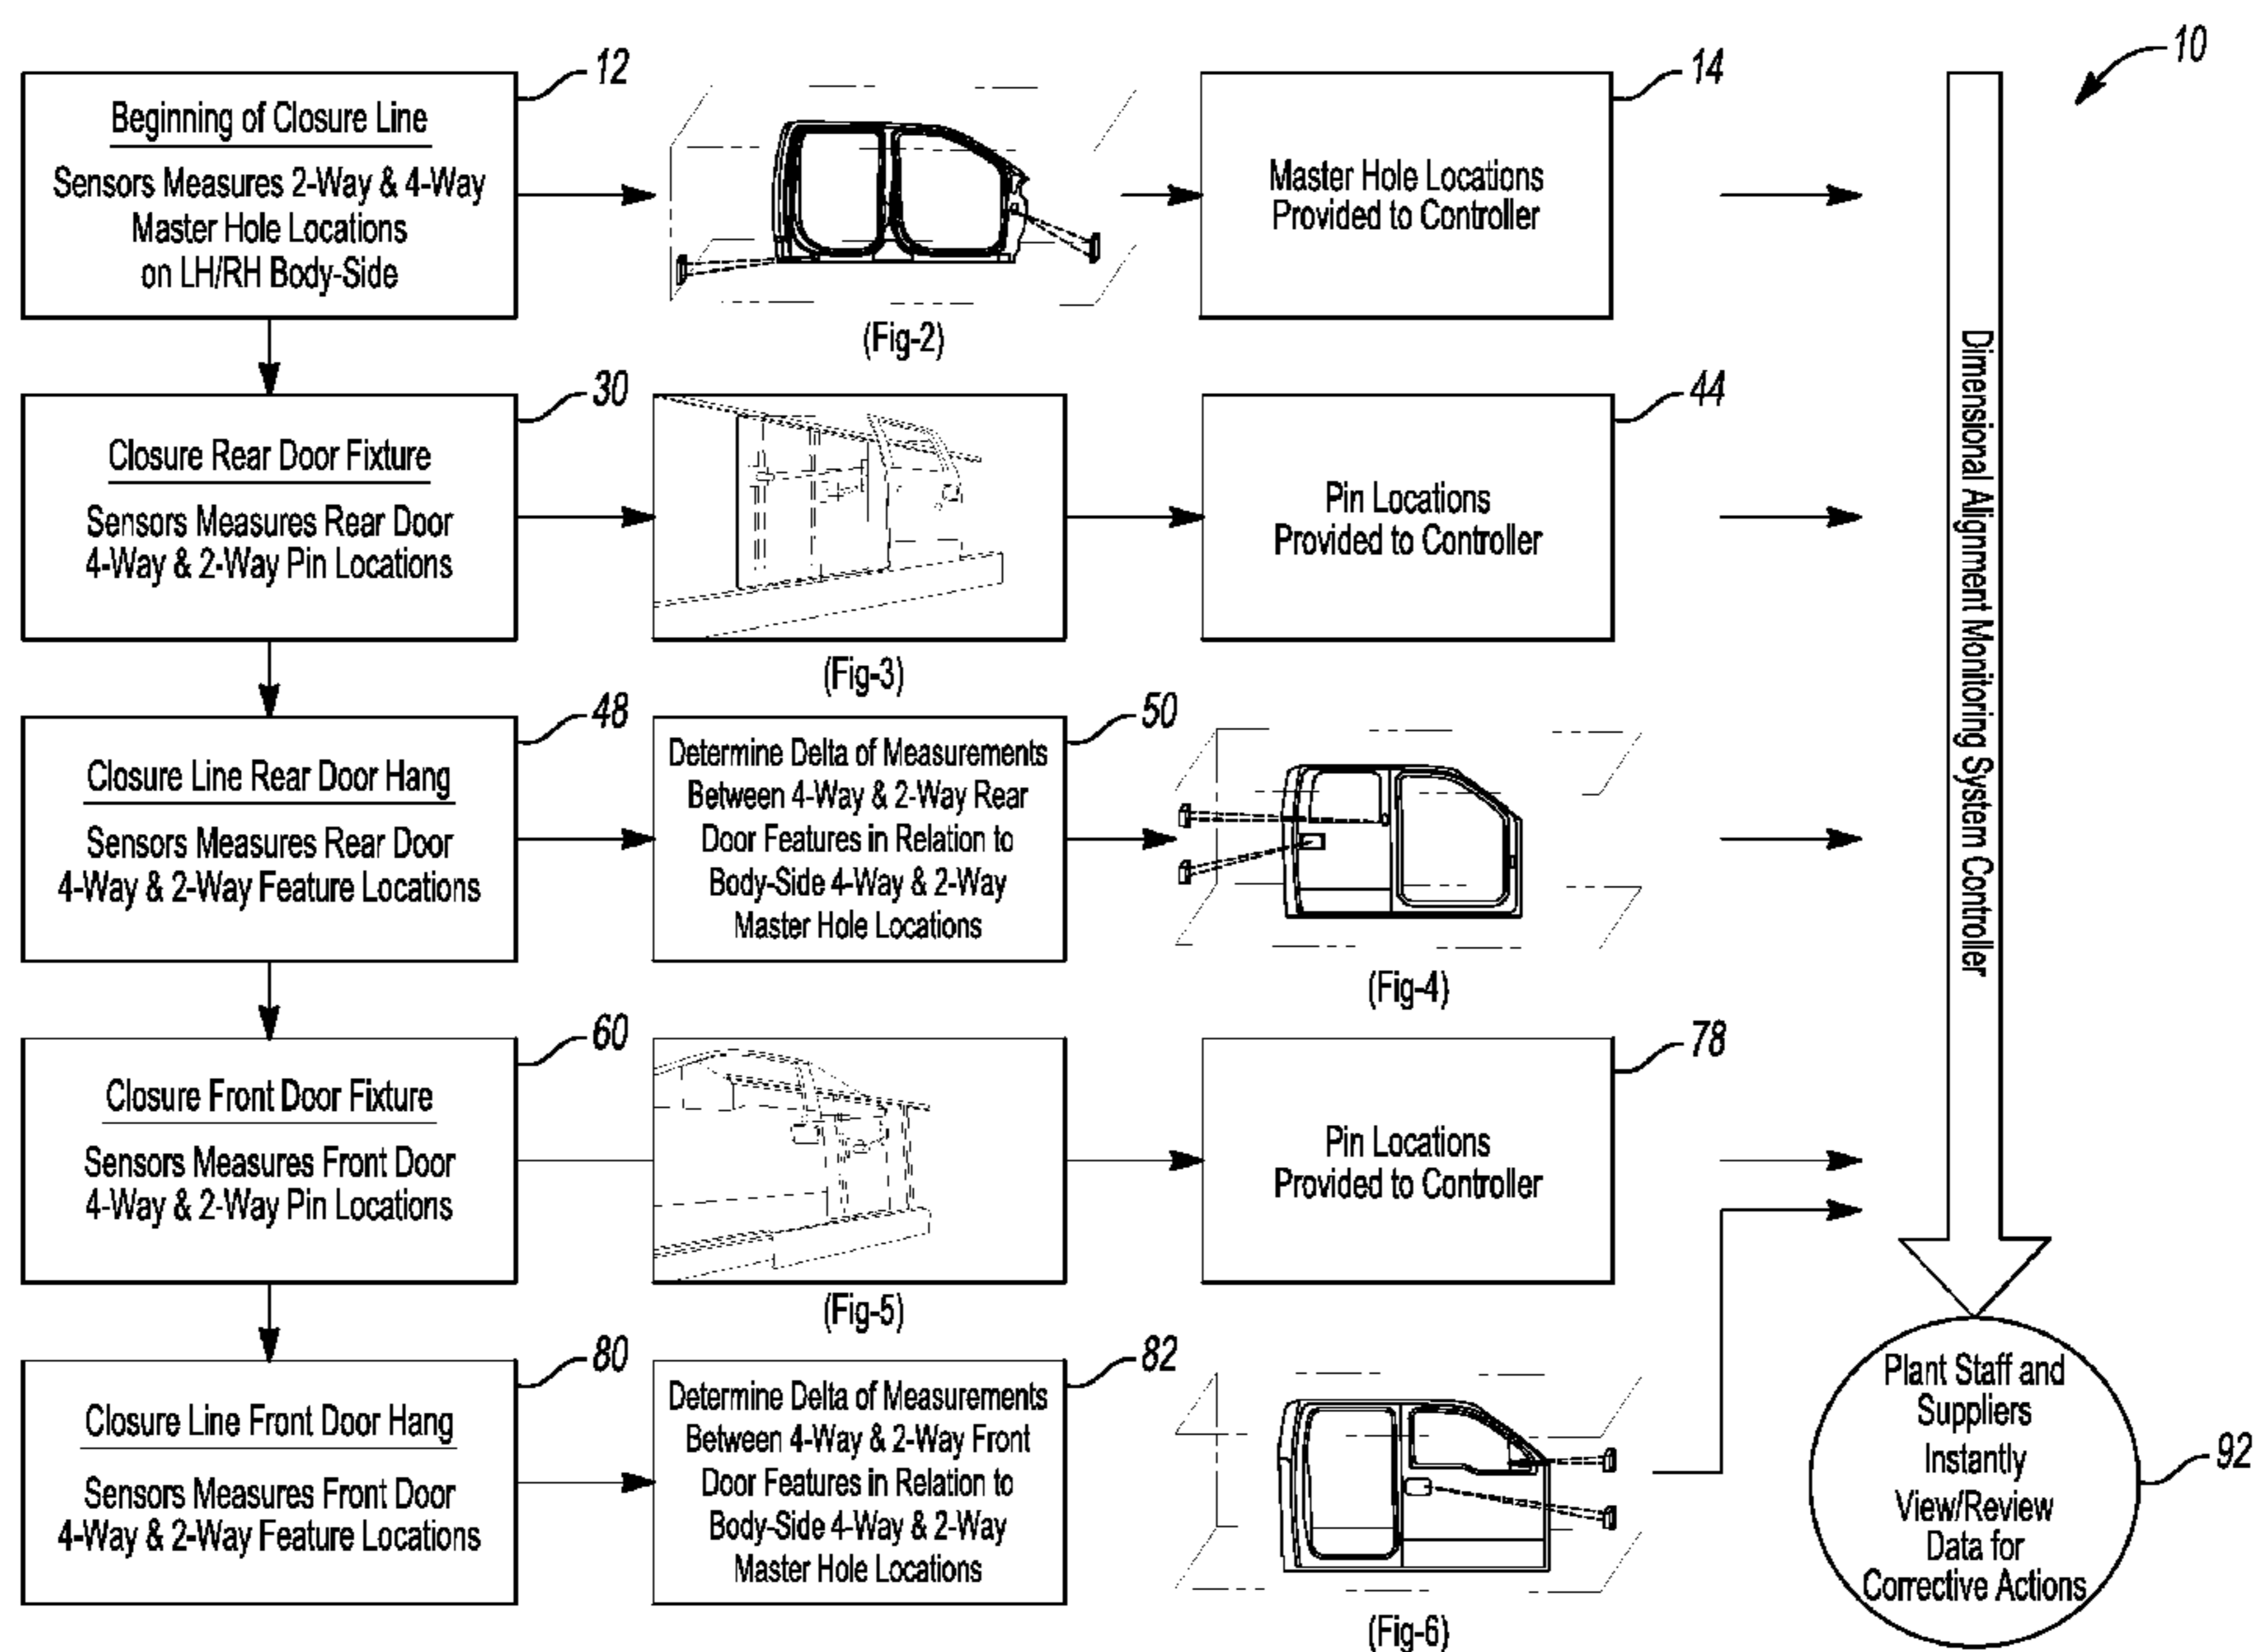 10
12
Beginning of Closure Line
Sensors Measures 2-Way & 4-Way
Master Hole Locations
on LH/RH Body-Side
(Fig-2)
14
Master Hole Locations
Provided to Controller
30
Closure Rear Door Fixture
Sensors Measures Rear Door
4-Way & 2-Way Pin Locations
(Fig-3)
44
Pin Locations
Provided to Controller
48
Closure Line Rear Door Hang
Sensors Measures Rear Door
4-Way & 2-Way Feature Locations
50
Determine Delta of Measurements
Between 4-Way & 2-Way Rear
Door Features in Relation to
Body-Side 4-Way & 2-Way
Master Hole Locations
(Fig-4)
60
Closure Front Door Fixture
Sensors Measures Front Door
4-Way & 2-Way Pin Locations
(Fig-5)
78
Pin Locations
Provided to Controller
80
Closure Line Front Door Hang
Sensors Measures Front Door
4-Way & 2-Way Feature Locations
82
Determine Delta of Measurements
Between 4-Way & 2-Way Front
Door Features in Relation to
Body-Side 4-Way & 2-Way
Master Hole Locations
(Fig-6)
Dimensional Alignment Monitoring System Controller
92
Plant Staff and
Suppliers
Instantly
View/Review
Data for
Corrective Actions